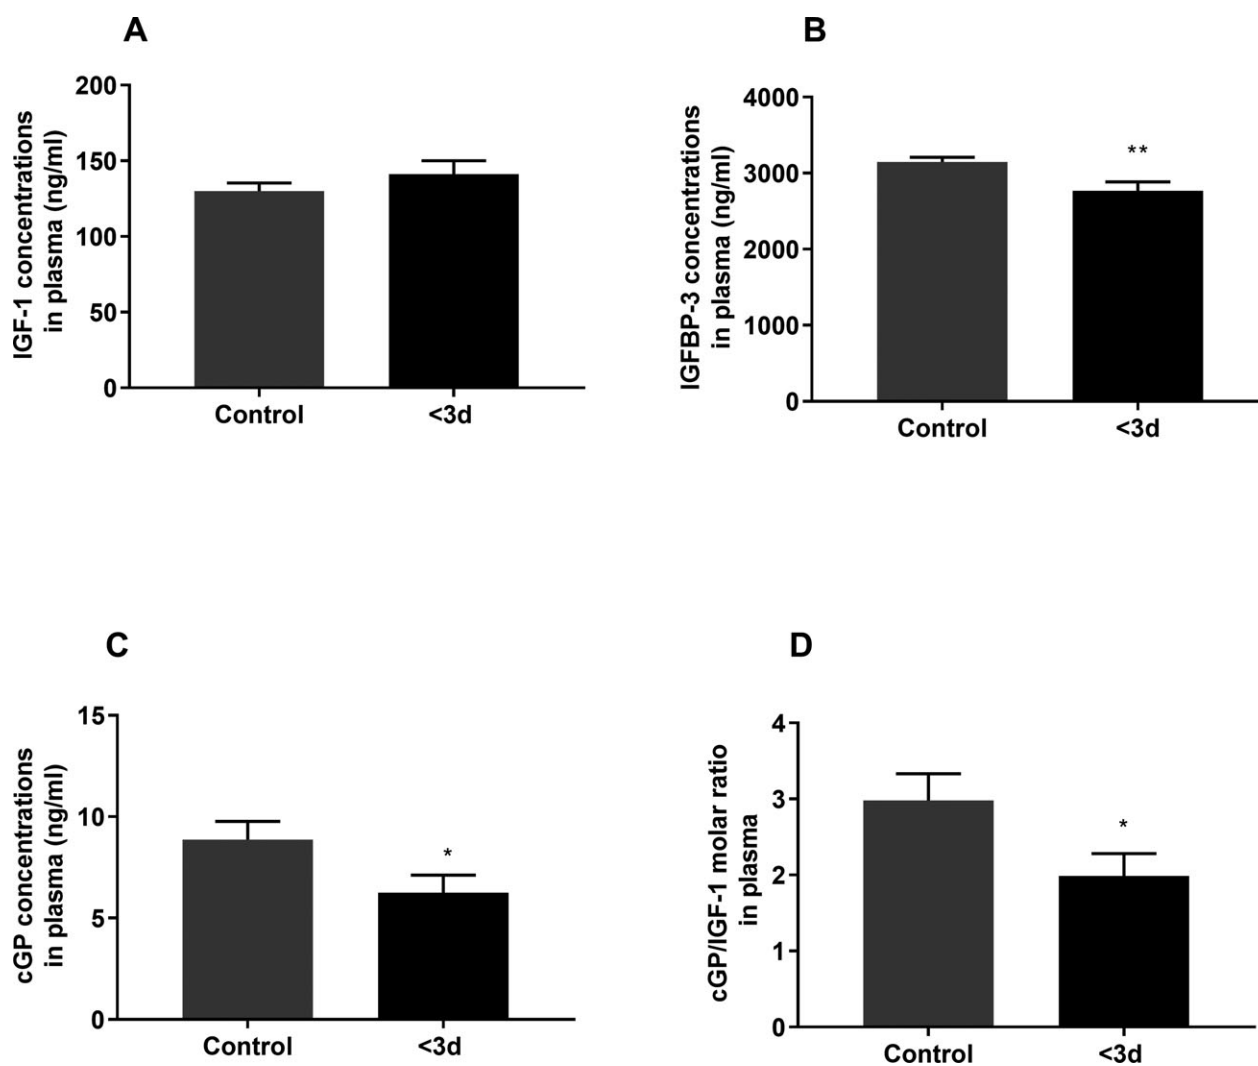 A
IGF-1 concentrations
in plasma (ng/ml)
200
150
100
50
0
Control
<3d
B
IGFBP-3 concentrations
in plasma (ng/ml)
4000
3000
2000
1000
0
**
Control
<3d
C
cGP concentrations
in plasma (ng/ml)
15
10
5
0
*
Control
<3d
D
cGP/IGF-1 molar ratio
in plasma
4
3
2
1
0
*
Control
<3d